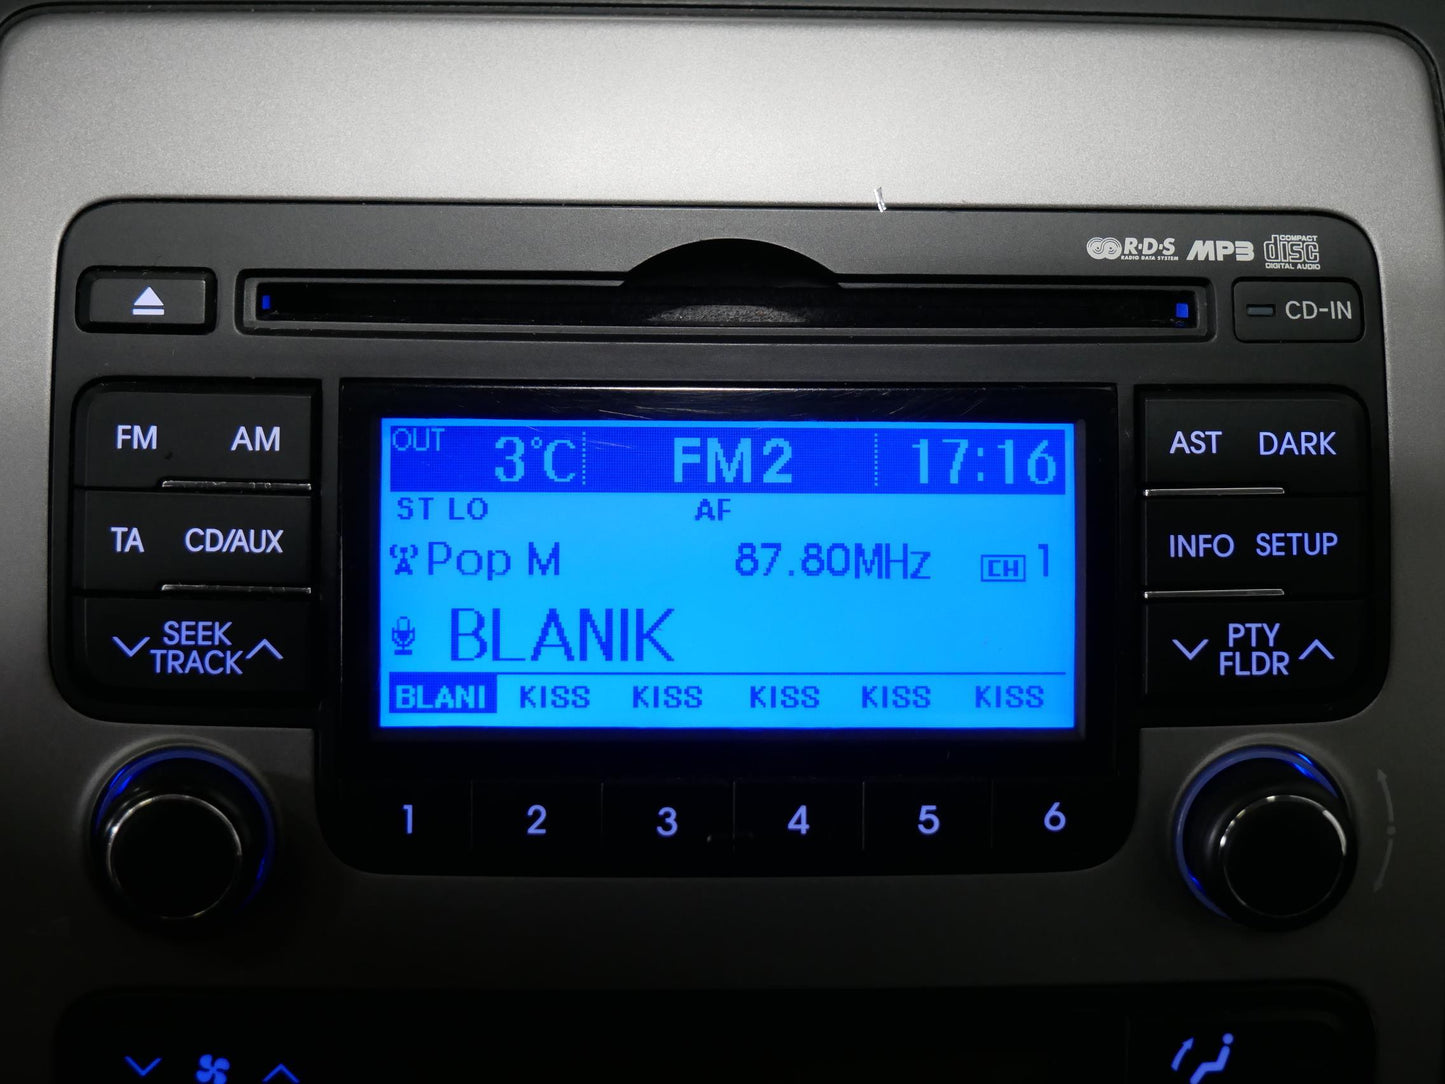 R·D·S MP3 COMPACT disc
RADIO DATA SYSTEM DIGITAL AUDIO
CD-IN
FM AM
TA CD/AUX
SEEK
TRACK
OUT 3°C FM2 17:16
ST LO AF
Pop M 87.80MHz CH 1
BLANIK
BLANI KISS KISS KISS KISS KISS
AST DARK
INFO SETUP
PTY
FLDR
1 2 3 4 5 6